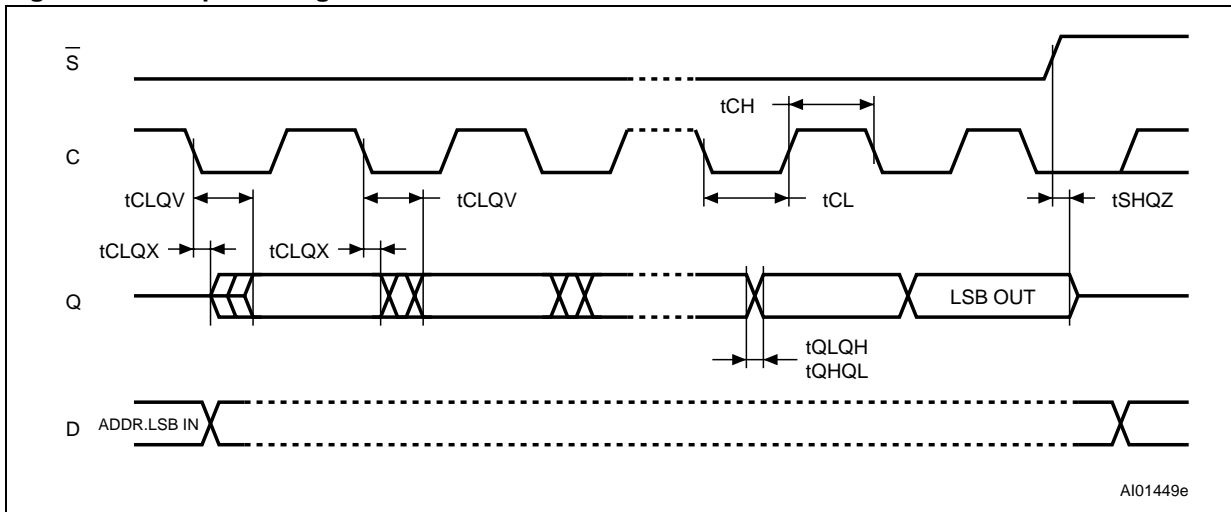 S
tCH
C
tCLQV
tCLQV
tCL
tSHQZ
tCLQX
tCLQX
Q
LSB OUT
tQLQH
tQHQL
D
ADDR.LSB IN
AI01449e